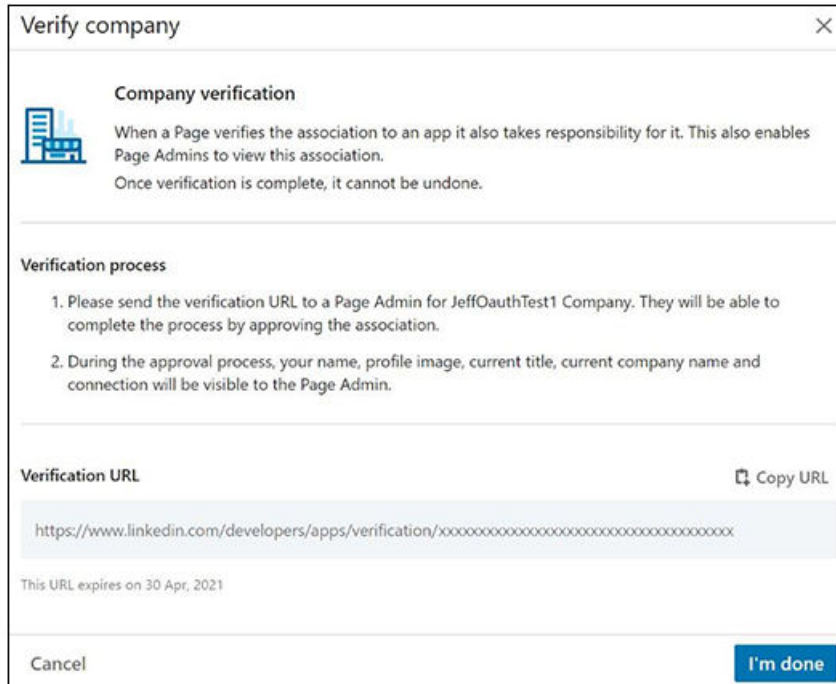 Verify company
Company verification
When a Page verifies the association to an app it also takes responsibility for it. This also enables
Page Admins to view this association.
Once verification is complete, it cannot be undone.
Verification process
1. Please send the verification URL to a Page Admin for JeffOauthTest1 Company. They will be able to
complete the process by approving the association.
2. During the approval process, your name, profile image, current title, current company name and
connection will be visible to the Page Admin.
Verification URL
Copy URL
https://www.linkedin.com/developers/apps/verification/xxxxxxxxxxxxxxxxxxxxxxxxxxxxxxxxxxxx
This URL expires on 30 Apr, 2021
Cancel
I'm done